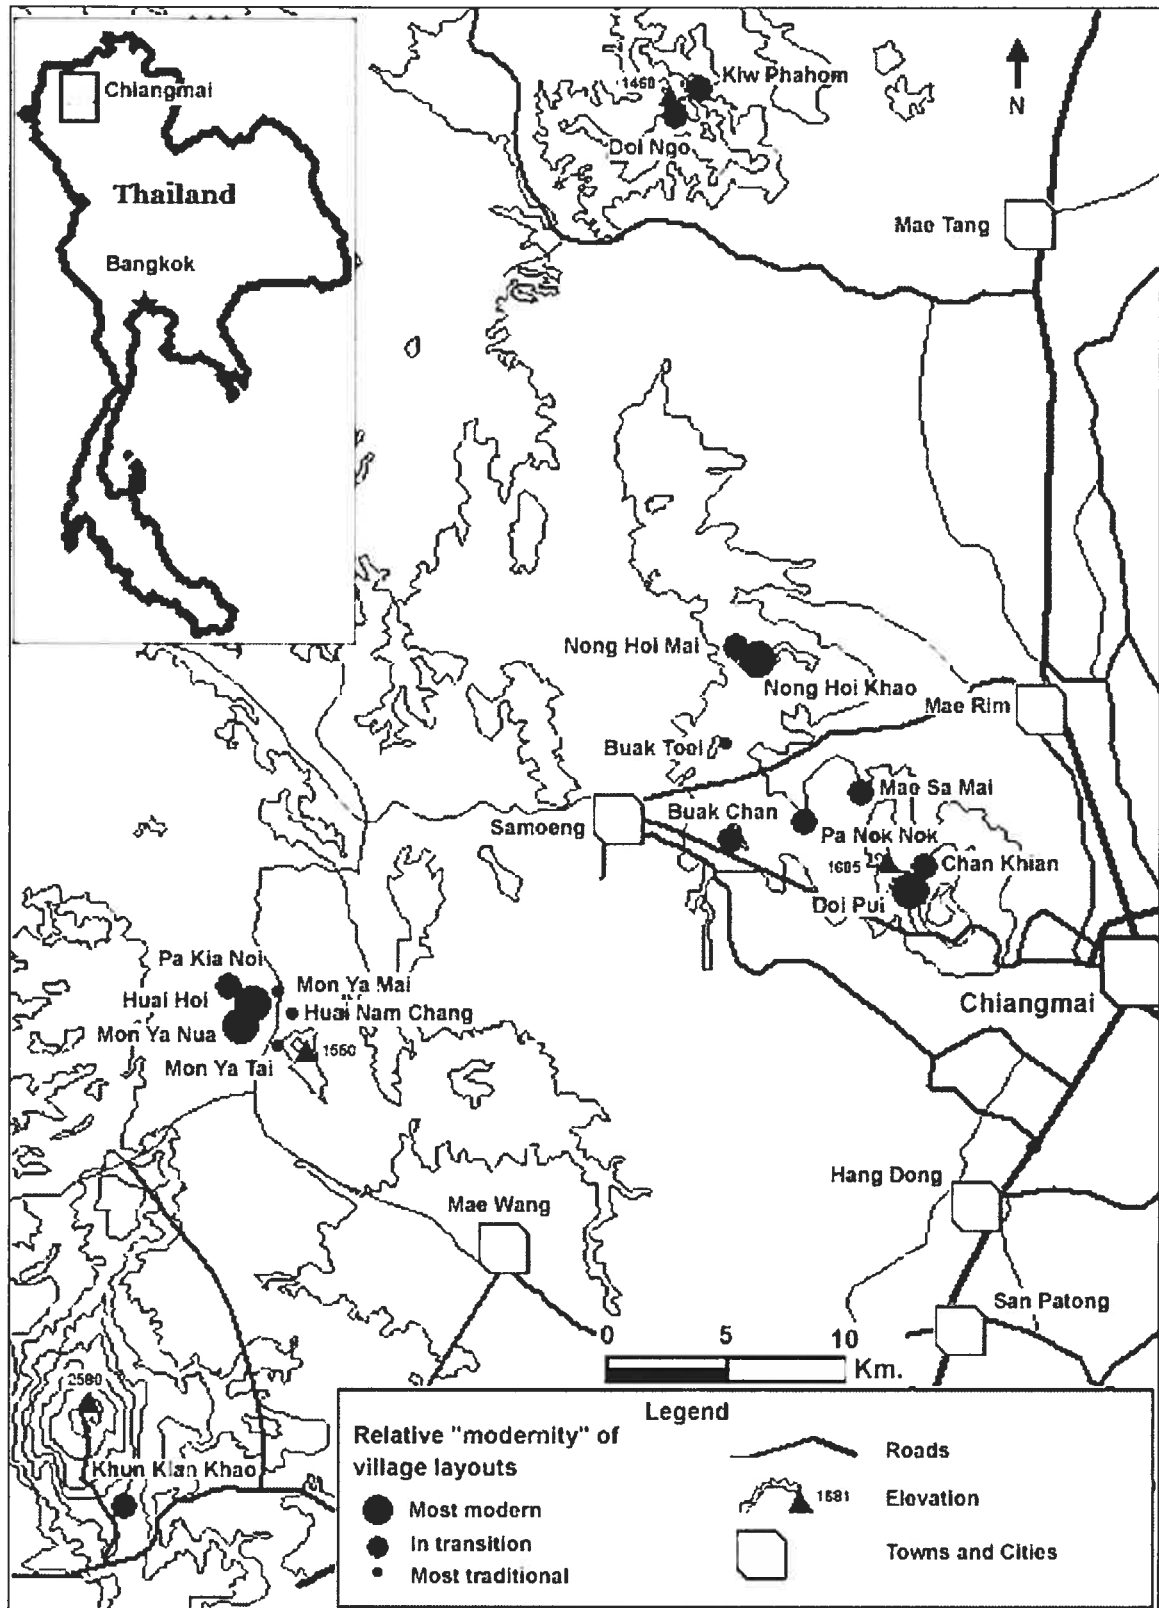 Chiangmai
Thailand
Bangkok
N
Kiw Phahom
1460
Doi Ngo
Mae Tang
Nong Hoi Mai
Nong Hoi Khao
Mae Rim
Buak Toei
Mae Sa Mai
Buak Chan
Samoeng
Pa Nok Nok
1685
Chan Khian
Doi Pui
Pa Kia Noi
Mon Ya Mai
Huai Hoi
Huai Nam Chang
Chiangmai
Mon Ya Nua
1560
Mon Ya Tai
Hang Dong
Mae Wang
San Patong
0 5 10
Km.
2580
Khun Klan Khao
Legend
Relative "modernity" of
village layouts
Most modern
In transition
Most traditional
Roads
1581
Elevation
Towns and Cities